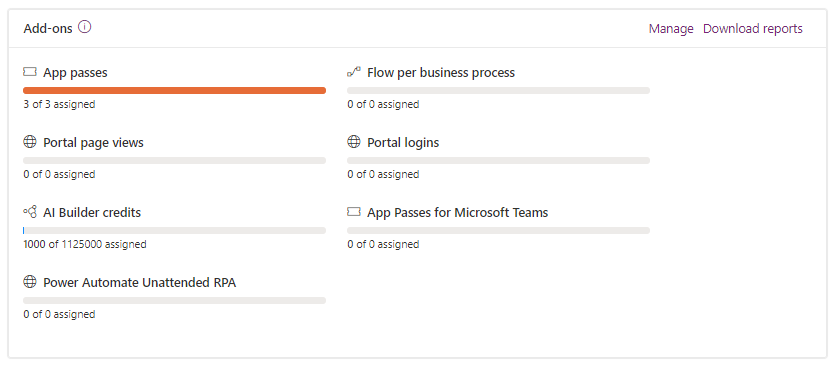 Add-ons
Manage Download reports
App passes
3 of 3 assigned
Flow per business process
0 of 0 assigned
Portal page views
0 of 0 assigned
Portal logins
0 of 0 assigned
AI Builder credits
1000 of 1125000 assigned
App Passes for Microsoft Teams
0 of 0 assigned
Power Automate Unattended RPA
0 of 0 assigned